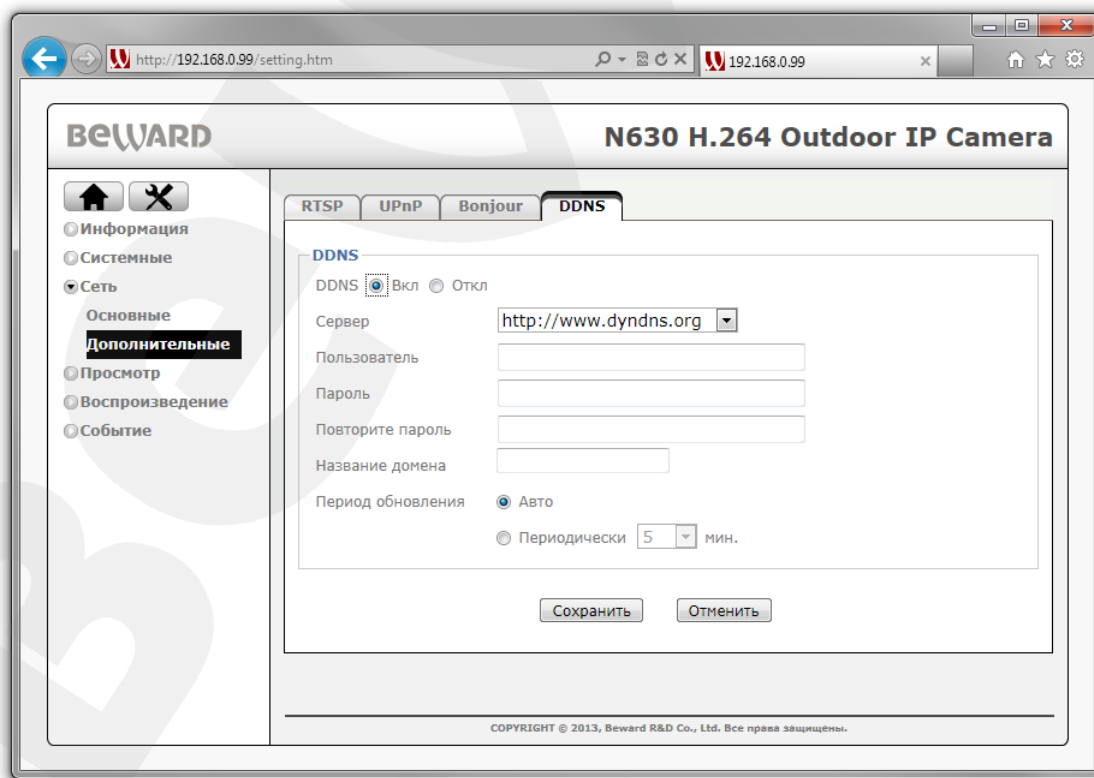 http://192.168.0.99/setting.htm
192.168.0.99
BEWARD
N630 H.264 Outdoor IP Camera
RTSP UPnP Bonjour DDNS
Информация
Системные
Сеть
Основные
Дополнительные
Просмотр
Воспроизведение
Событие
DDNS
DDNS Вкл Откл
Сервер http://www.dyndns.org
Пользователь
Пароль
Повторите пароль
Название домена
Период обновления Авто
Периодически 5 мин.
Сохранить Отменить
COPYRIGHT © 2013, Beward R&D Co., Ltd. Все права защищены.